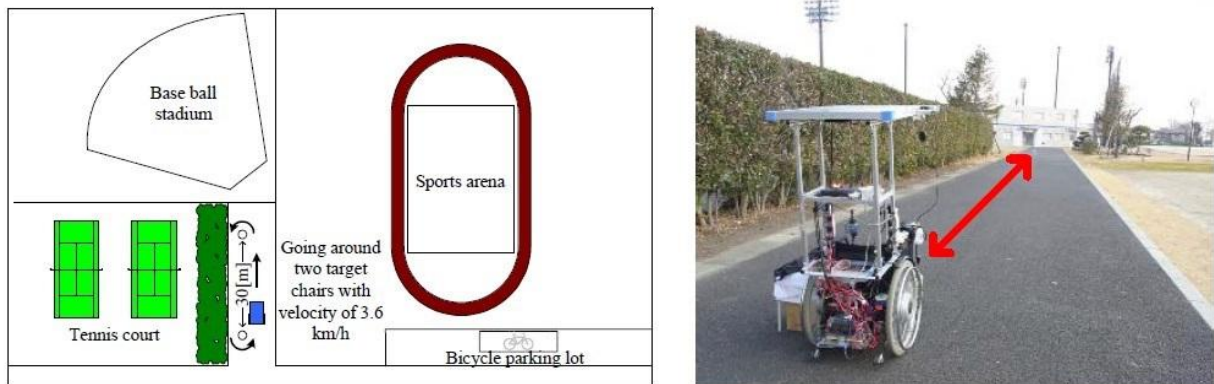 Base ball
stadium
Sports arena
30[m]
Going around
two target
chairs with
velocity of 3.6
km/h
Tennis court
Bicycle parking lot